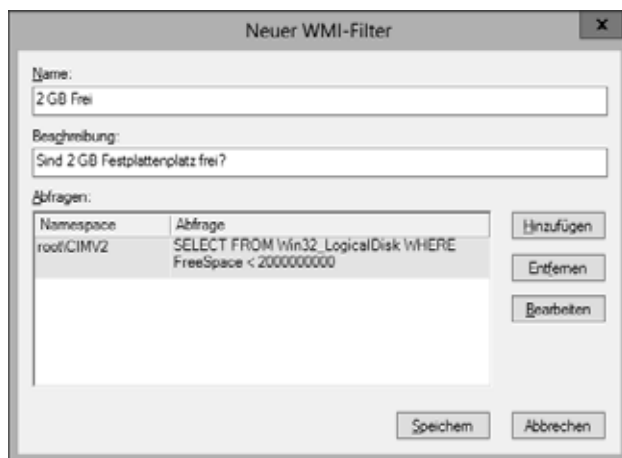 Neuer WMI-Filter
x
Name:
2 GB Frei
Beschreibung:
Sind 2 GB Festplattenplatz frei?
Abfragen:
Namespace Abfrage
root\CIMV2 SELECT FROM Win32_LogicalDisk WHERE
FreeSpace < 2000000000
Hinzufügen
Entfernen
Bearbeiten
Speichern
Abbrechen